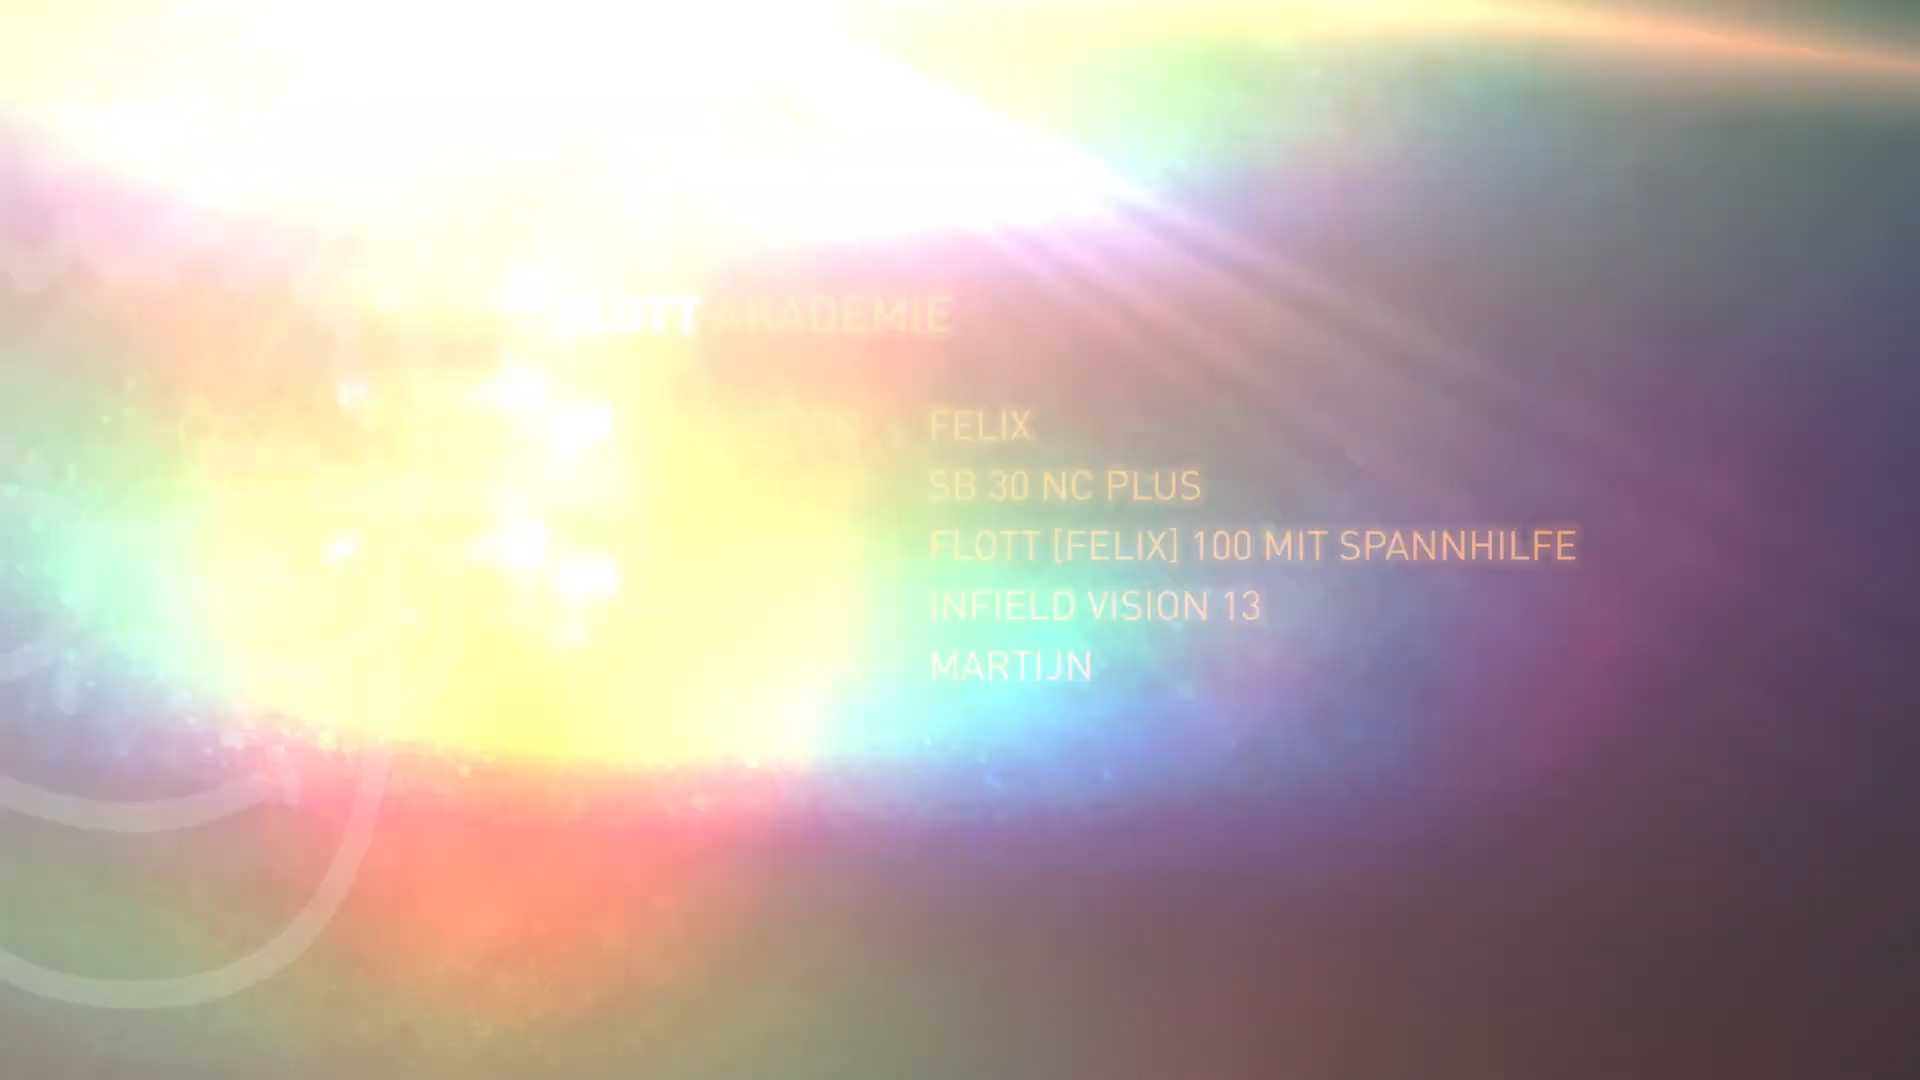 FLOTT AKADEMIE
FELIX
SB 30 NC PLUS
FLOTT [FELIX] 100 MIT SPANNHILFE
INFIELD VISION 13
MARTIJN